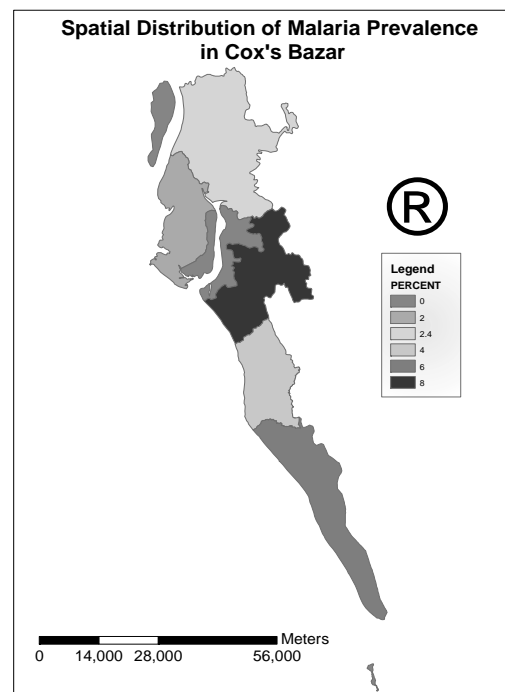 Spatial Distribution of Malaria Prevalence
in Cox's Bazar
®
Legend
PERCENT
0
2
2.4
4
6
8
Meters
0 14,000 28,000 56,000